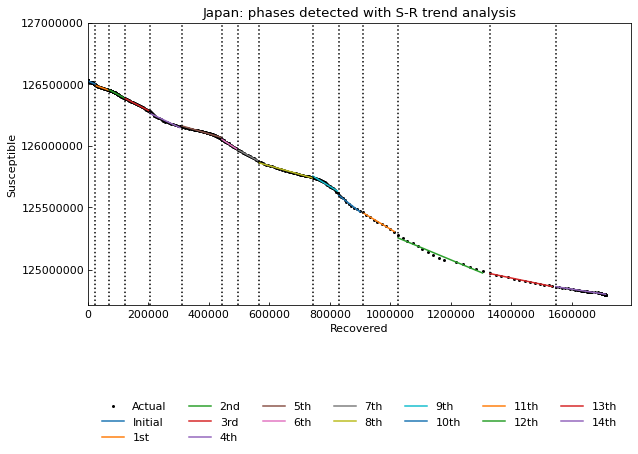 Japan: phases detected with S-R trend analysis
127000000
126500000
126000000
125500000
125000000
Susceptible
0 200000 400000 600000 800000 1000000 1200000 1400000 1600000
Recovered
Actual 2nd 5th 7th 9th 11th 13th
Initial 3rd 6th 8th 10th 12th 14th
1st 4th